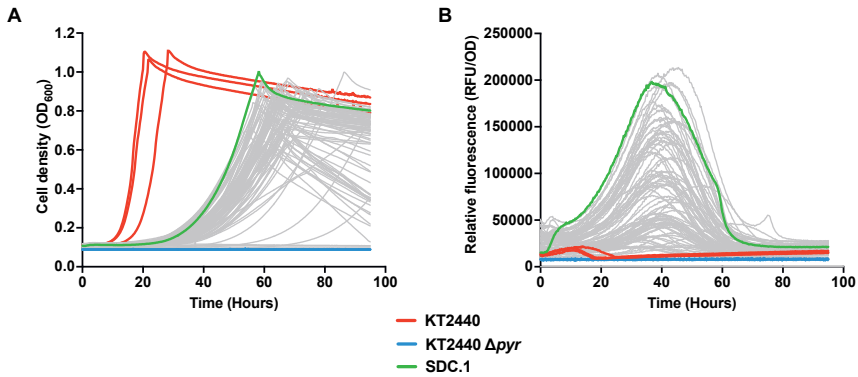 A
Cell density (OD600)
1.2
1.0
0.8
0.6
0.4
0.2
0.0
0 20 40 60 80 100
Time (Hours)
B
Relative fluorescence (RFU/OD)
250000
200000
150000
100000
50000
0
0 20 40 60 80 100
Time (Hours)
KT2440
KT2440 Δpyr
SDC.1